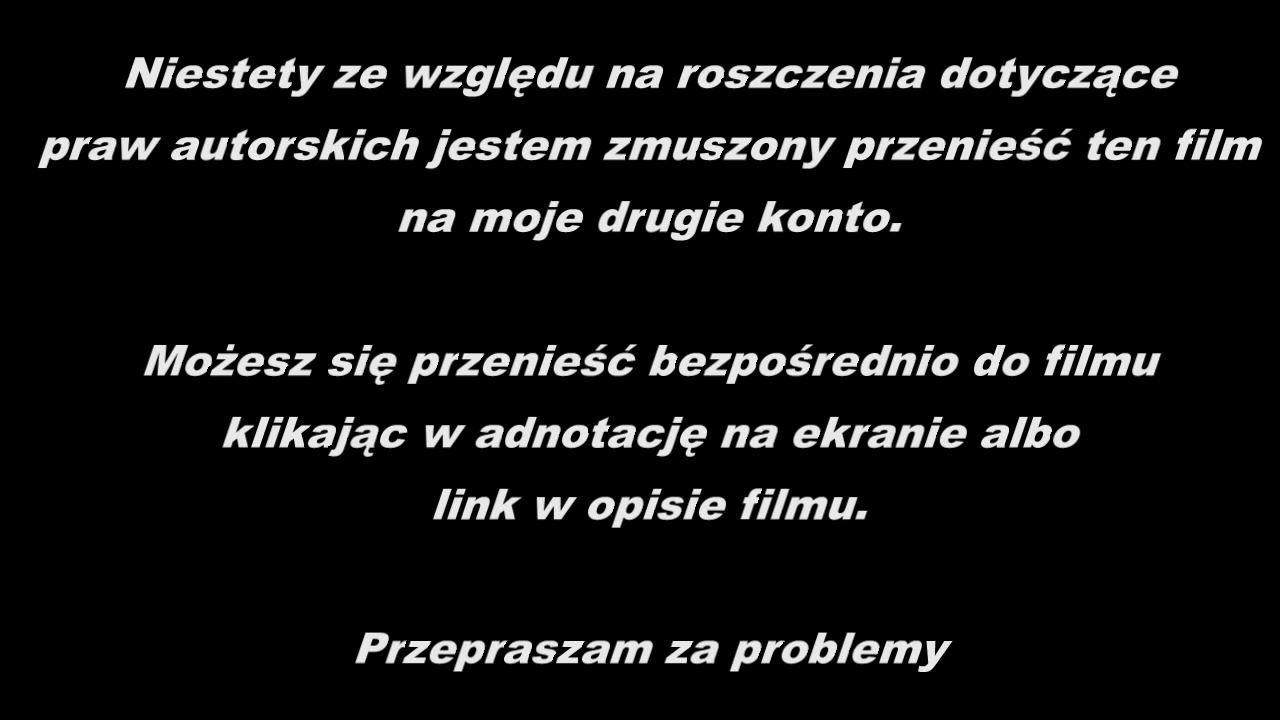 Niestety ze względu na roszczenia dotyczące
praw autorskich jestem zmuszony przenieść ten film
na moje drugie konto.
Możesz się przenieść bezpośrednio do filmu
klikając w adnotację na ekranie albo
link w opisie filmu.
Przepraszam za problemy